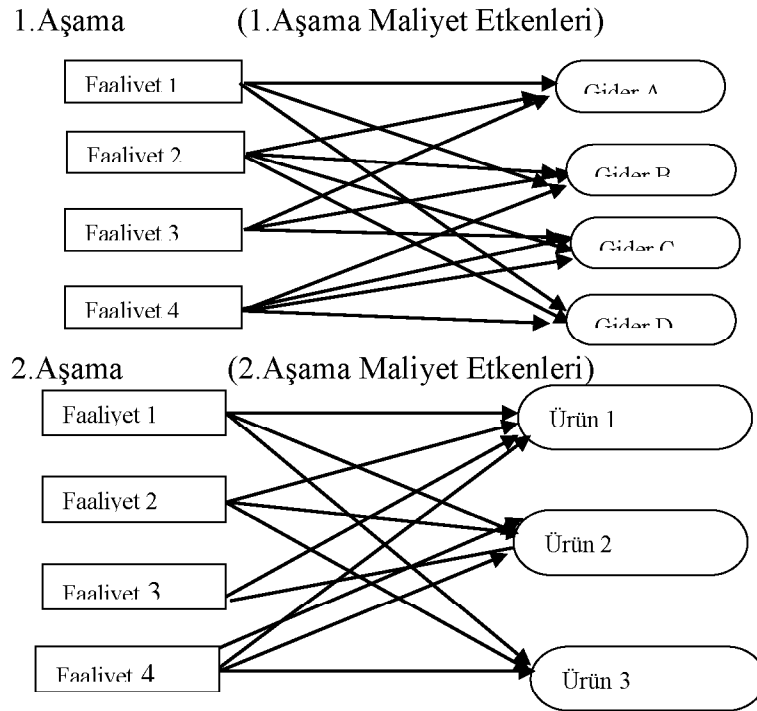 1.Aşama (1.Aşama Maliyet Etkenleri)
Faaliyet 1
Gider A
Faaliyet 2
Gider B
Faaliyet 3
Gider C
Faaliyet 4
Gider D
2.Aşama (2.Aşama Maliyet Etkenleri)
Faaliyet 1
Ürün 1
Faaliyet 2
Ürün 2
Faaliyet 3
Faaliyet 4
Ürün 3